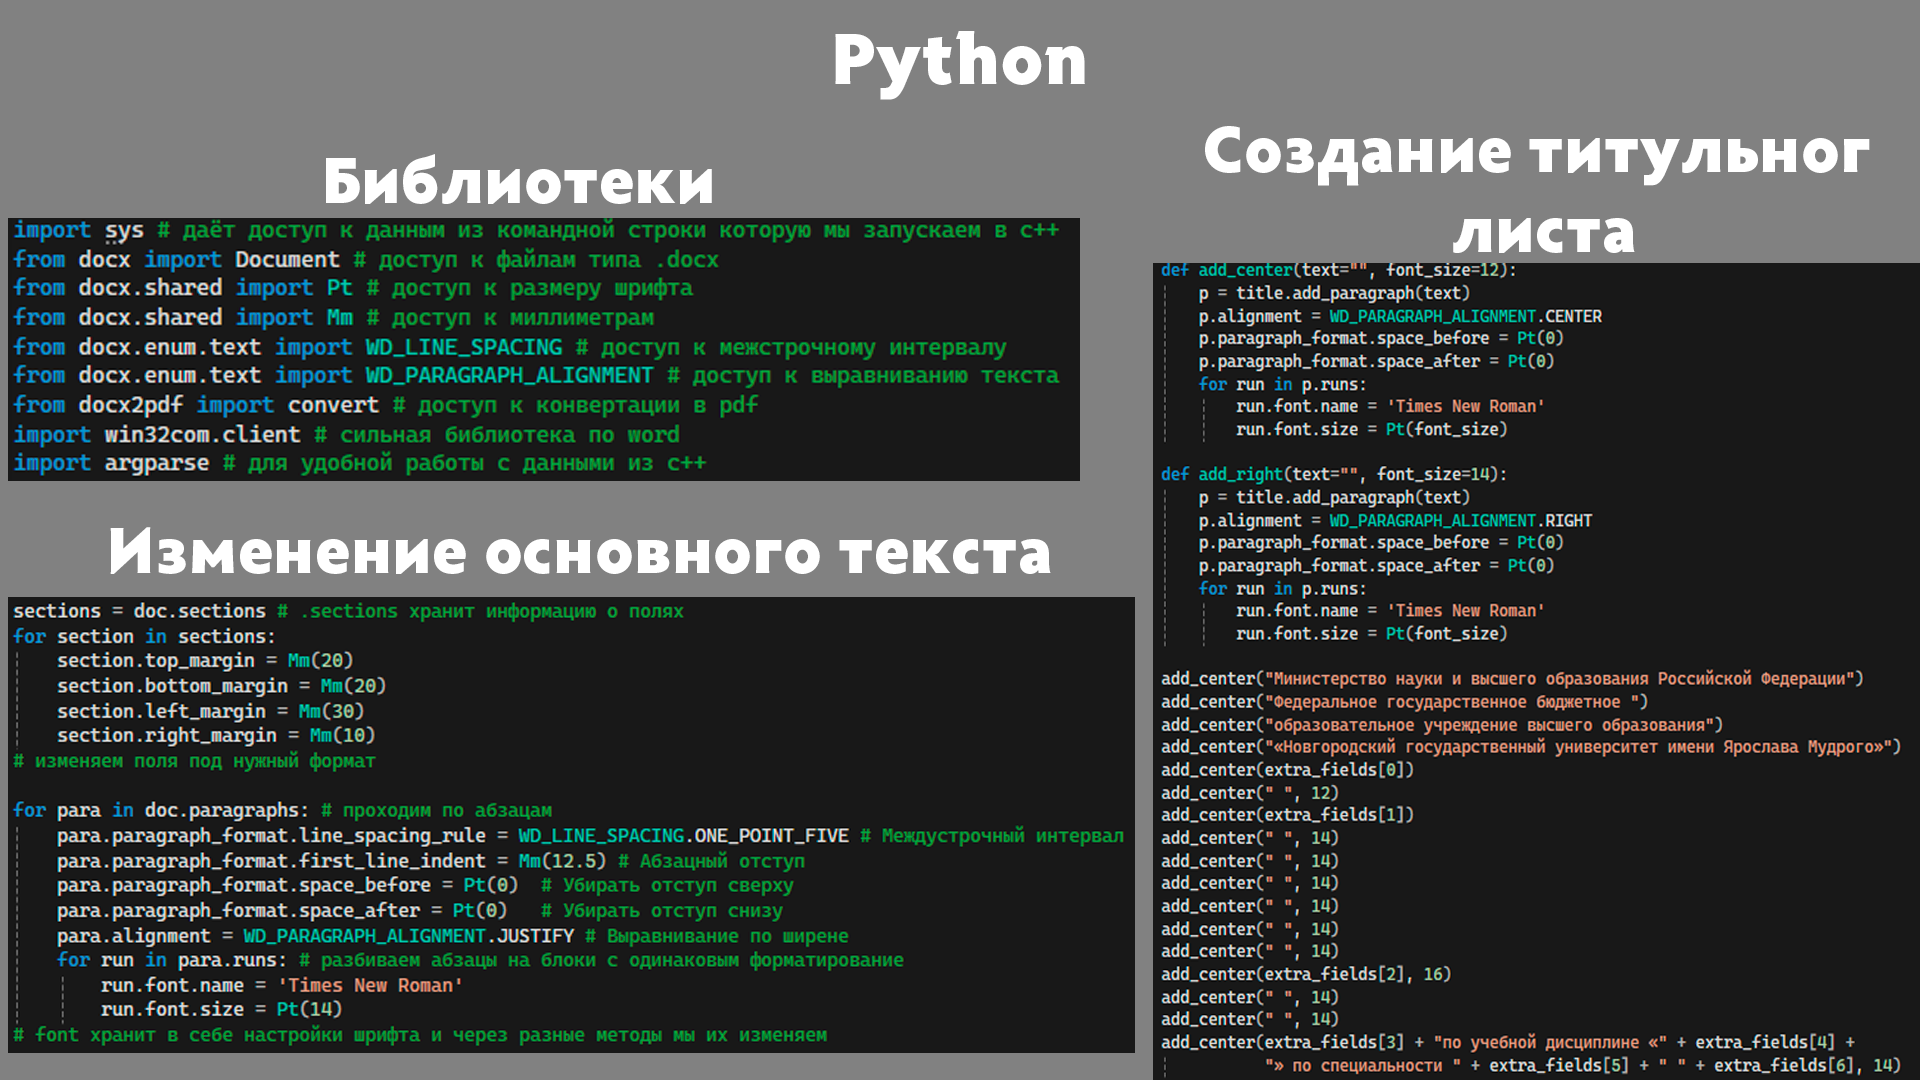 Python
Библиотеки
import sys # даёт доступ к данным из командной строки которую мы запускаем в c++
from docx import Document # доступ к файлам типа .docx
from docx.shared import Pt # доступ к размеру шрифта
from docx.shared import Mm # доступ к миллиметрам
from docx.enum.text import WD_LINE_SPACING # доступ к межстрочному интервалу
from docx.enum.text import WD_PARAGRAPH_ALIGNMENT # доступ к выравниванию текста
from docx2pdf import convert # доступ к конвертации в pdf
import win32com.client # сильная библиотека по word
import argparse # для удобной работы с данными из c++
Изменение основного текста
sections = doc.sections # .sections хранит информацию о полях
for section in sections:
    section.top_margin = Mm(20)
    section.bottom_margin = Mm(20)
    section.left_margin = Mm(30)
    section.right_margin = Mm(10)
# изменяем поля под нужный формат
for para in doc.paragraphs: # проходим по абзацам
    para.paragraph_format.line_spacing_rule = WD_LINE_SPACING.ONE_POINT_FIVE # Междустрочный интервал
    para.paragraph_format.first_line_indent = Mm(12.5) # Абзацный отступ
    para.paragraph_format.space_before = Pt(0)  # Убирать отступ сверху
    para.paragraph_format.space_after = Pt(0)   # Убирать отступ снизу
    para.alignment = WD_PARAGRAPH_ALIGNMENT.JUSTIFY # Выравнивание по ширене
    for run in para.runs: # разбиваем абзацы на блоки с одинаковым форматирование
        run.font.name = 'Times New Roman'
        run.font.size = Pt(14)
# font хранит в себе настройки шрифта и через разные методы мы их изменяем
Создание титульног
листа
def add_center(text="", font_size=12):
    p = title.add_paragraph(text)
    p.alignment = WD_PARAGRAPH_ALIGNMENT.CENTER
    p.paragraph_format.space_before = Pt(0)
    p.paragraph_format.space_after = Pt(0)
    for run in p.runs:
        run.font.name = 'Times New Roman'
        run.font.size = Pt(font_size)
def add_right(text="", font_size=14):
    p = title.add_paragraph(text)
    p.alignment = WD_PARAGRAPH_ALIGNMENT.RIGHT
    p.paragraph_format.space_before = Pt(0)
    p.paragraph_format.space_after = Pt(0)
    for run in p.runs:
        run.font.name = 'Times New Roman'
        run.font.size = Pt(font_size)
add_center("Министерство науки и высшего образования Российской Федерации")
add_center("Федеральное государственное бюджетное ")
add_center("образовательное учреждение высшего образования")
add_center("«Новгородский государственный университет имени Ярослава Мудрого»")
add_center(extra_fields[0])
add_center(" ", 12)
add_center(extra_fields[1])
add_center(" ", 14)
add_center(" ", 14)
add_center(" ", 14)
add_center(" ", 14)
add_center(" ", 14)
add_center(" ", 14)
add_center(extra_fields[2], 16)
add_center(" ", 14)
add_center(" ", 14)
add_center(extra_fields[3] + "по учебной дисциплине «" + extra_fields[4] +
           "» по специальности " + extra_fields[5] + " " + extra_fields[6], 14)